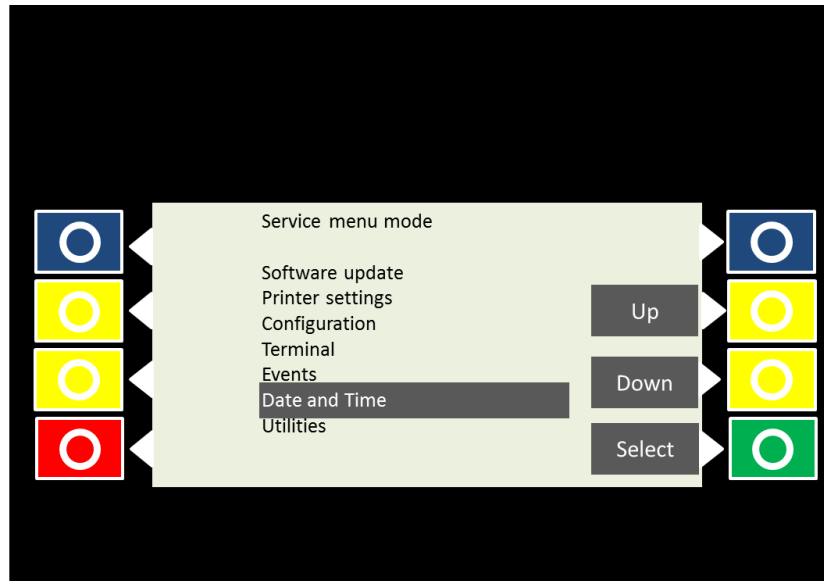 Service menu mode
Software update
Printer settings
Configuration
Terminal
Events
Date and Time
Utilities
Up
Down
Select